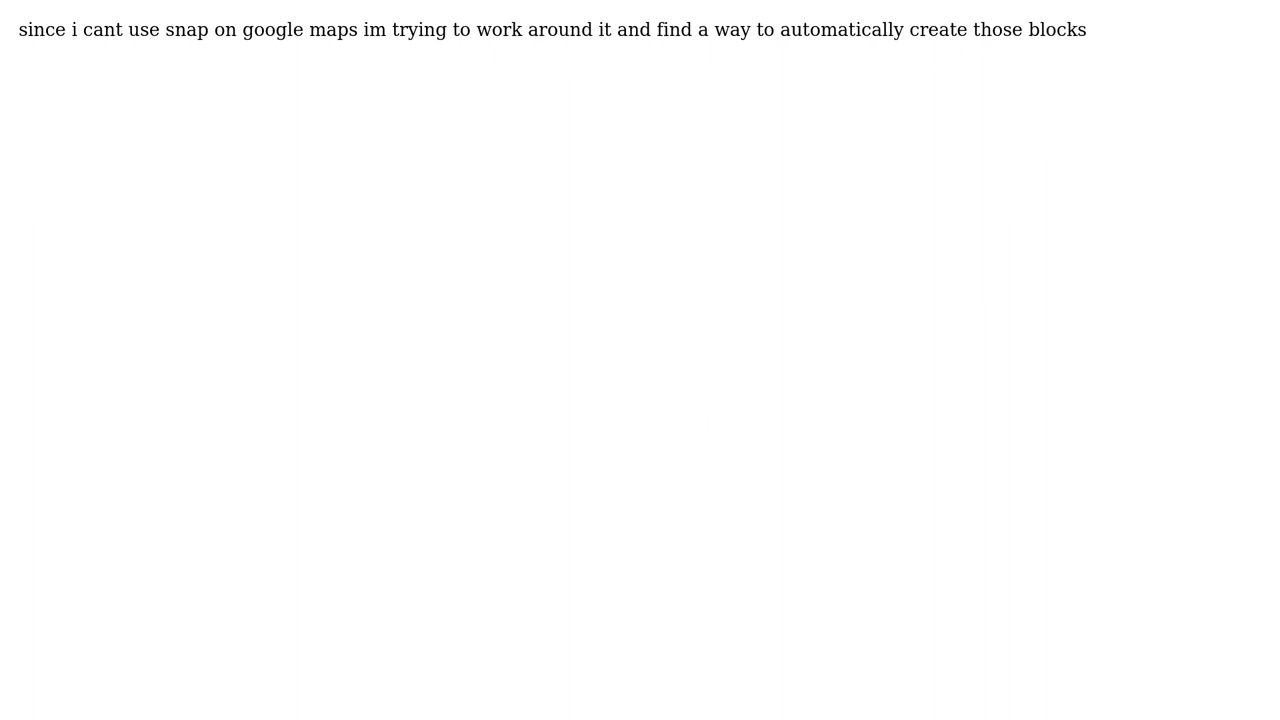 since i cant use snap on google maps im trying to work around it and find a way to automatically create those blocks